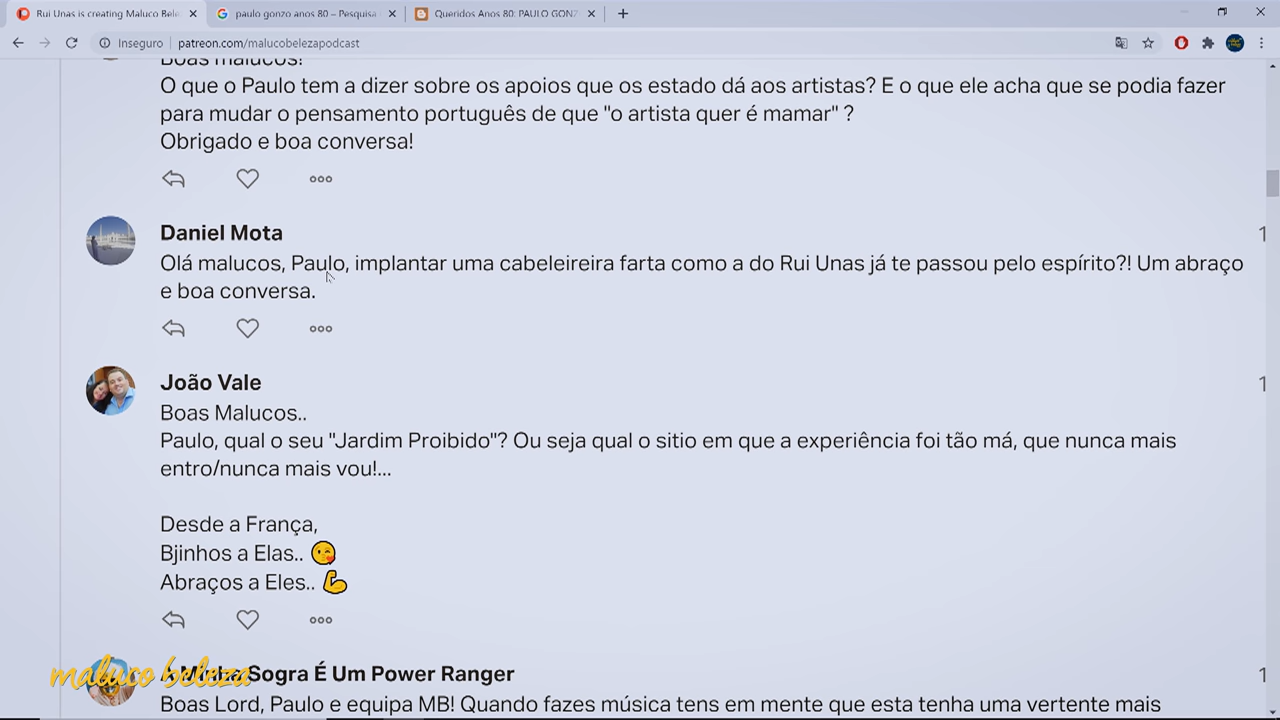 Rui Unas is creating Maluco Bele
paulo gonzo anos 80 – Pesquisa
Queridos Anos 80: PAULO GONZ
Inseguro
patreon.com/malucobelezapodcast
Boas malucos!
O que o Paulo tem a dizer sobre os apoios que os estado dá aos artistas? E o que ele acha que se podia fazer
para mudar o pensamento português de que "o artista quer é mamar" ?
Obrigado e boa conversa!
Daniel Mota
1
Olá malucos, Paulo, implantar uma cabeleireira farta como a do Rui Unas já te passou pelo espírito?! Um abraço
e boa conversa.
João Vale
1
Boas Malucos..
Paulo, qual o seu "Jardim Proibido"? Ou seja qual o sitio em que a experiência foi tão má, que nunca mais
entro/nunca mais vou!...
Desde a França,
Bjinhos a Elas.. 😘
Abraços a Eles.. 💪
A Minha Sogra É Um Power Ranger
1
maluco beleza
Boas Lord, Paulo e equipa MB! Quando fazes música tens em mente que esta tenha uma vertente mais